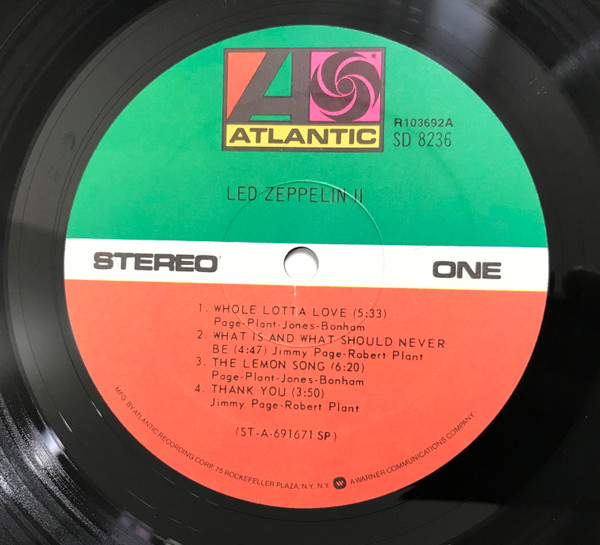 ATLANTIC
R103692A
SD 8236
LED ZEPPELIN II
STEREO ONE
1. WHOLE LOTTA LOVE (5:33)
Page-Plant-Jones-Bonham
2. WHAT IS AND WHAT SHOULD NEVER
BE (4:47) Jimmy Page-Robert Plant
3. THE LEMON SONG (6:20)
Page-Plant-Jones-Bonham
4. THANK YOU (3:50)
Jimmy Page-Robert Plant
(ST-A-691671 SP)
MFG. BY ATLANTIC RECORDING CORP. 75 ROCKEFELLER PLAZA, N.Y. N.Y. W A WARNER COMMUNICATIONS COMPANY